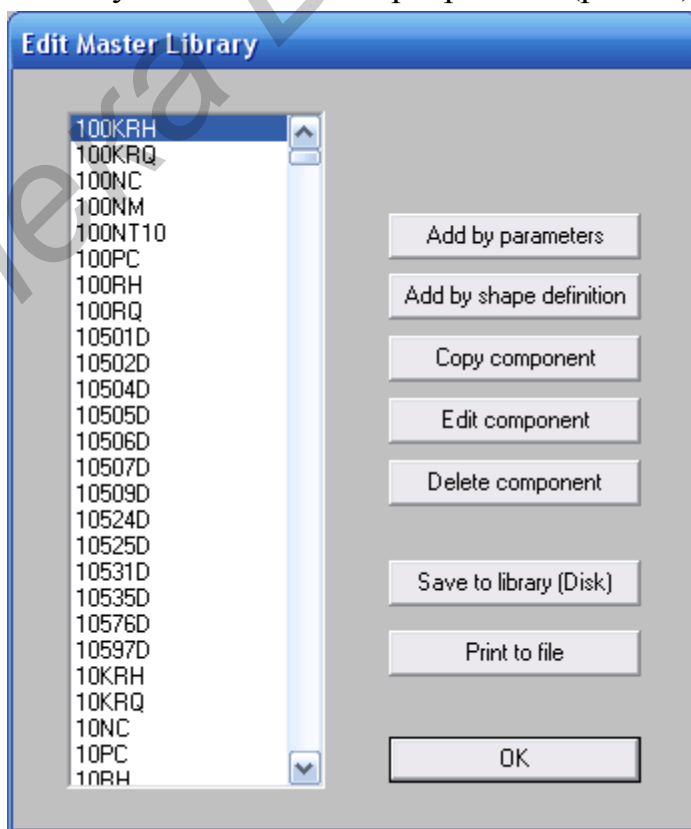 Edit Master Library
100KRH
100KRQ
100NC
100NM
100NT10
100PC
100RH
100RQ
10501D
10502D
10504D
10505D
10506D
10507D
10509D
10524D
10525D
10531D
10535D
10576D
10597D
10KRH
10KRQ
10NC
10PC
10RH
Add by parameters
Add by shape definition
Copy component
Edit component
Delete component
Save to library (Disk)
Print to file
OK